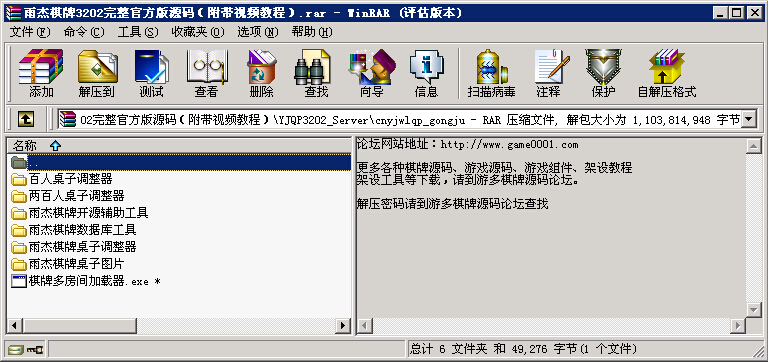 雨杰棋牌3202完整官方版源码(附带视频教程).rar - WinRAR (评估版本)
文件(F) 命令(C) 工具(S) 收藏夹(O) 选项(N) 帮助(H)
添加 解压到 测试 查看 删除 查找 向导 信息 扫描病毒 注释 保护 自解压格式
02完整官方版源码(附带视频教程)\YJQP3202_Server\cnyjwlqp_gongju - RAR 压缩文件, 解包大小为 1,103,814,948 字节
名称
..
百人桌子调整器
两百人桌子调整器
雨杰棋牌开源辅助工具
雨杰棋牌数据库工具
雨杰棋牌桌子调整器
雨杰棋牌桌子图片
棋牌多房间加载器.exe *
论坛网站地址:http://www.game0001.com
更多各种棋牌源码、游戏源码、游戏组件、架设教程
架设工具等下载,请到游多棋牌源码论坛。
解压密码请到游多棋牌源码论坛查找
总计 6 文件夹 和 49,276 字节(1 个文件)